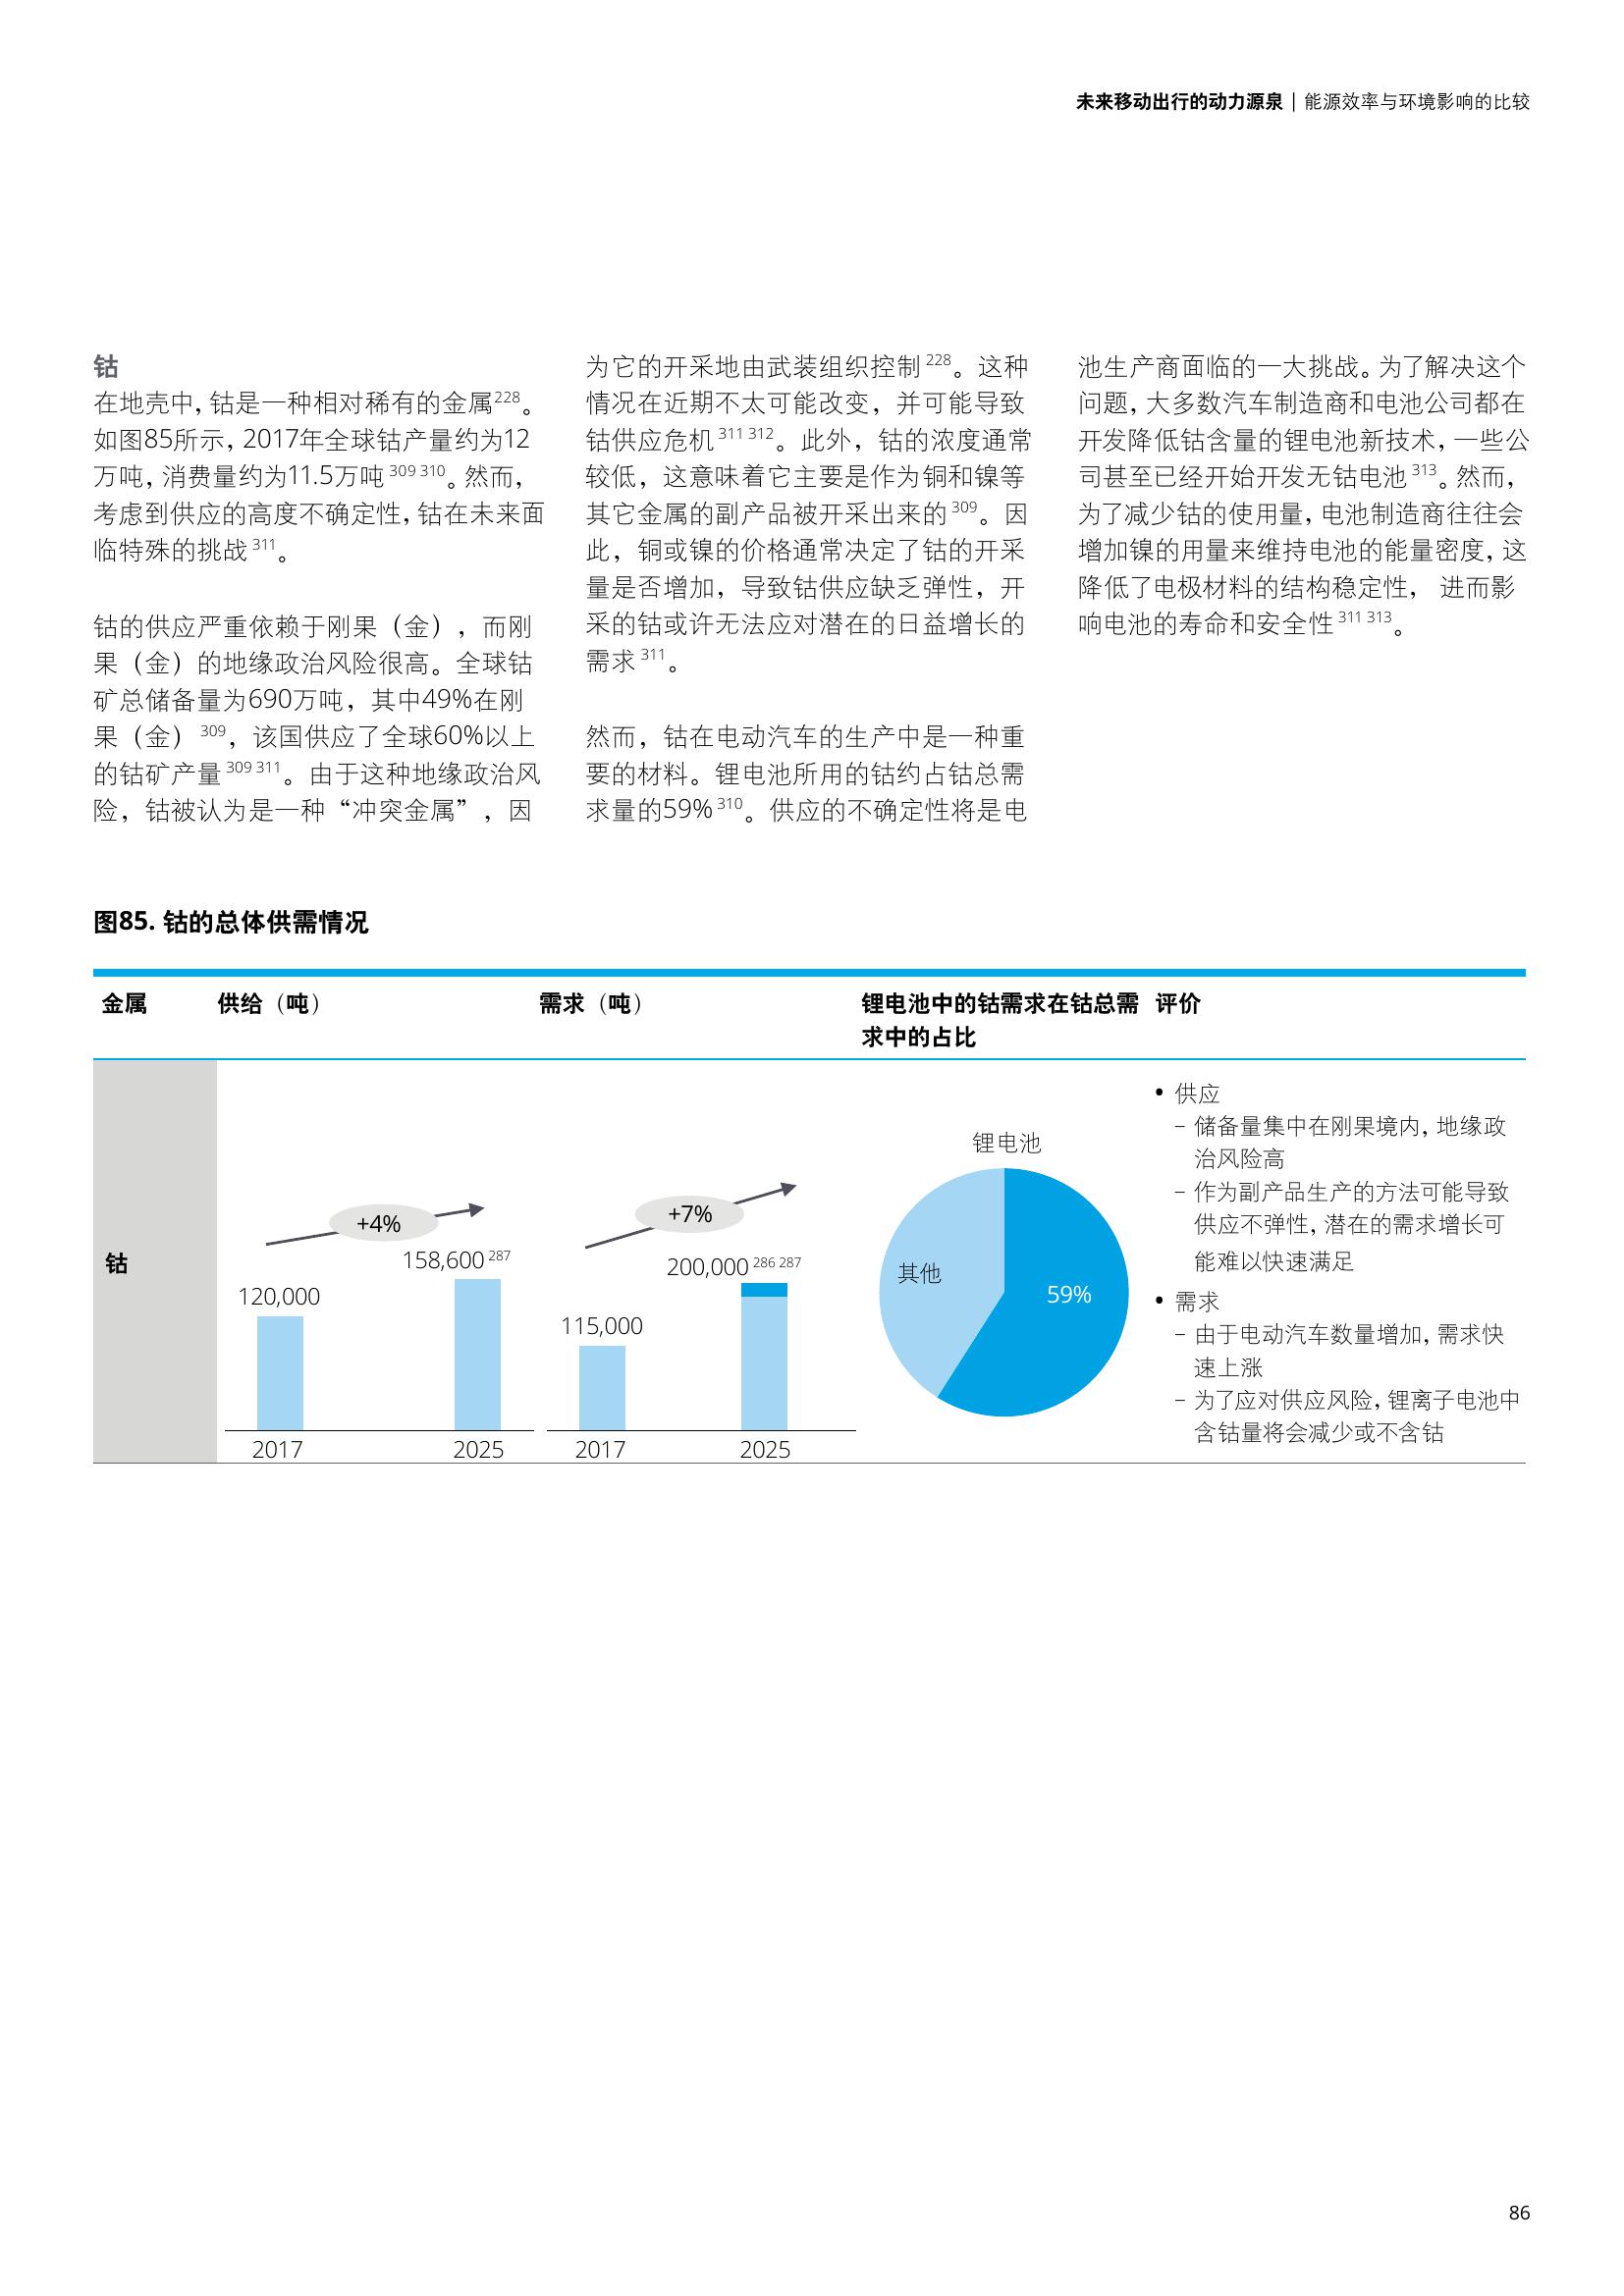 未来移动出行的动力源泉 | 能源效率与环境影响的比较
钴
在地壳中, 钴是一种相对稀有的金属228。
如图85所示, 2017年全球钴产量约为12
万吨, 消费量约为11.5万吨 309 310。然而,
考虑到供应的高度不确定性, 钴在未来面
临特殊的挑战 311。
钴的供应严重依赖于刚果（金），而刚
果（金）的地缘政治风险很高。全球钴
矿总储备量为690万吨，其中49%在刚
果（金） 309，该国供应了全球60%以上
的钴矿产量 309 311。由于这种地缘政治风
险，钴被认为是一种“冲突金属”，因
为它的开采地由武装组织控制 228。这种
情况在近期不太可能改变，并可能导致
钴供应危机 311 312。此外，钴的浓度通常
较低，这意味着它主要是作为铜和镍等
其它金属的副产品被开采出来的 309。因
此，铜或镍的价格通常决定了钴的开采
量是否增加，导致钴供应缺乏弹性，开
采的钴或许无法应对潜在的日益增长的
需求 311。
然而，钴在电动汽车的生产中是一种重
要的材料。锂电池所用的钴约占钴总需
求量的59% 310。供应的不确定性将是电
池生产商面临的一大挑战。为了解决这个
问题, 大多数汽车制造商和电池公司都在
开发降低钴含量的锂电池新技术, 一些公
司甚至已经开始开发无钴电池 313。然而,
为了减少钴的使用量, 电池制造商往往会
增加镍的用量来维持电池的能量密度, 这
降低了电极材料的结构稳定性， 进而影
响电池的寿命和安全性 311 313。
图85. 钴的总体供需情况
金属
供给（吨）
需求（吨）
锂电池中的钴需求在钴总需
求中的占比
评价
钴
+4%
120,000
158,600 287
2017
2025
+7%
115,000
200,000 286 287
2017
2025
锂电池
其他
59%
• 供应
– 储备量集中在刚果境内, 地缘政
治风险高
– 作为副产品生产的方法可能导致
供应不弹性, 潜在的需求增长可
能难以快速满足
• 需求
– 由于电动汽车数量增加, 需求快
速上涨
– 为了应对供应风险, 锂离子电池中
含钴量将会减少或不含钴
86